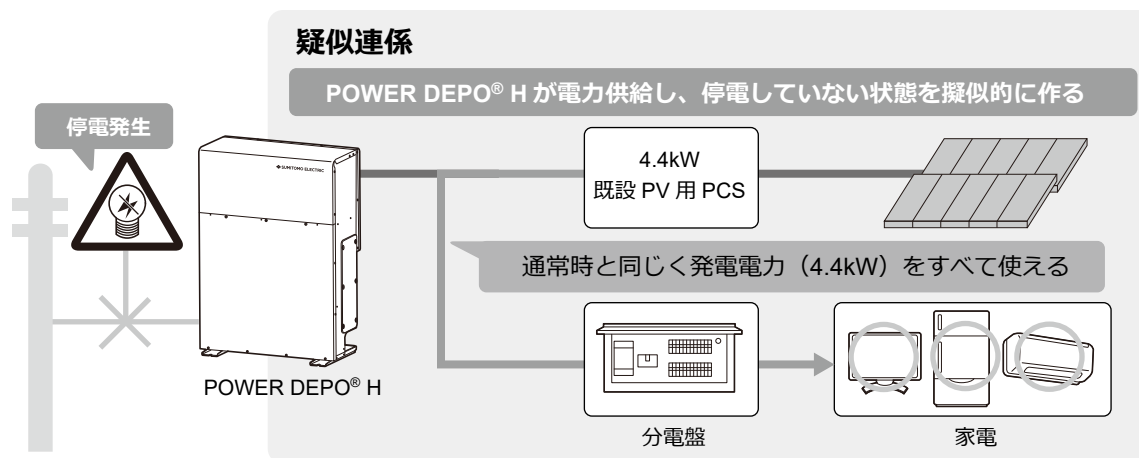 疑似連係
POWER DEPO® H が電力供給し、停電していない状態を擬似的に作る
停電発生
SUMITOMO ELECTRIC
4.4kW
既設 PV 用 PCS
通常時と同じく発電電力（4.4kW）をすべて使える
POWER DEPO® H
分電盤
家電